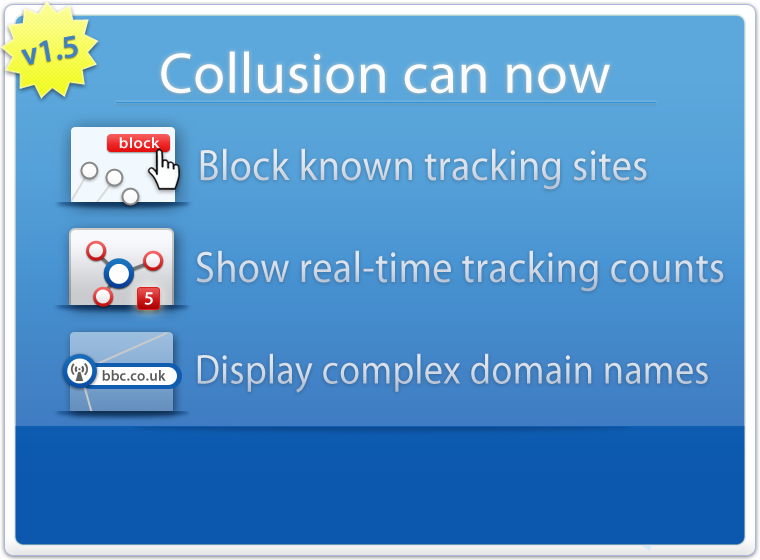 v1.5
Collusion can now
block
Block known tracking sites
5
Show real-time tracking counts
bbc.co.uk
Display complex domain names